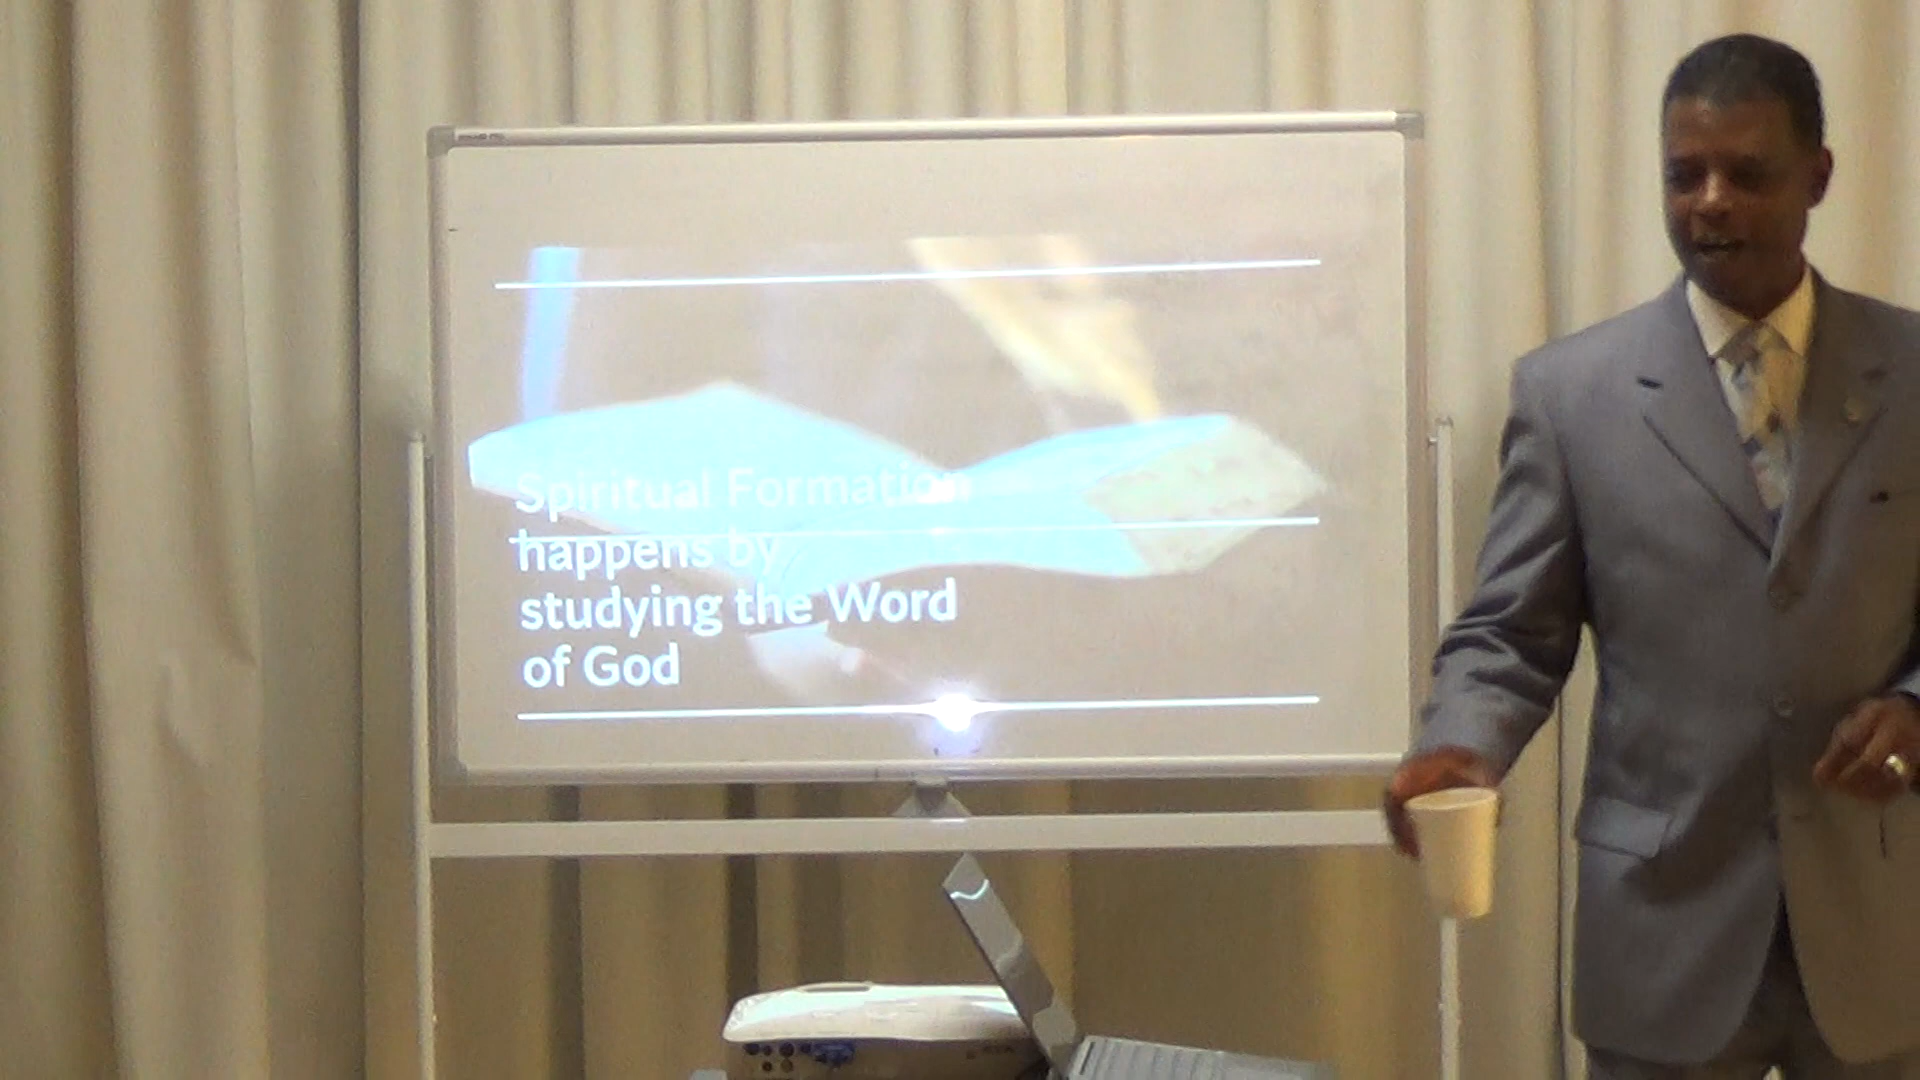 Spiritual Formation
happens by
studying the Word
of God